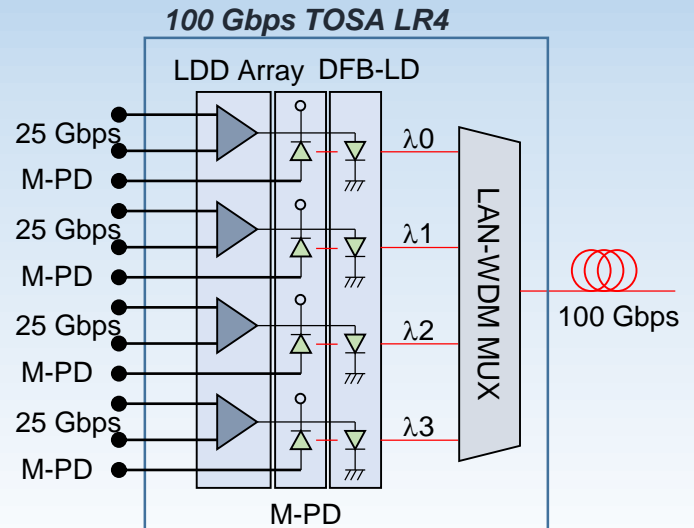 100 Gbps TOSA LR4
LDD Array DFB-LD
25 Gbps
M-PD
λ0
25 Gbps
M-PD
λ1
25 Gbps
M-PD
λ2
25 Gbps
M-PD
λ3
LAN-WDM MUX
100 Gbps
M-PD